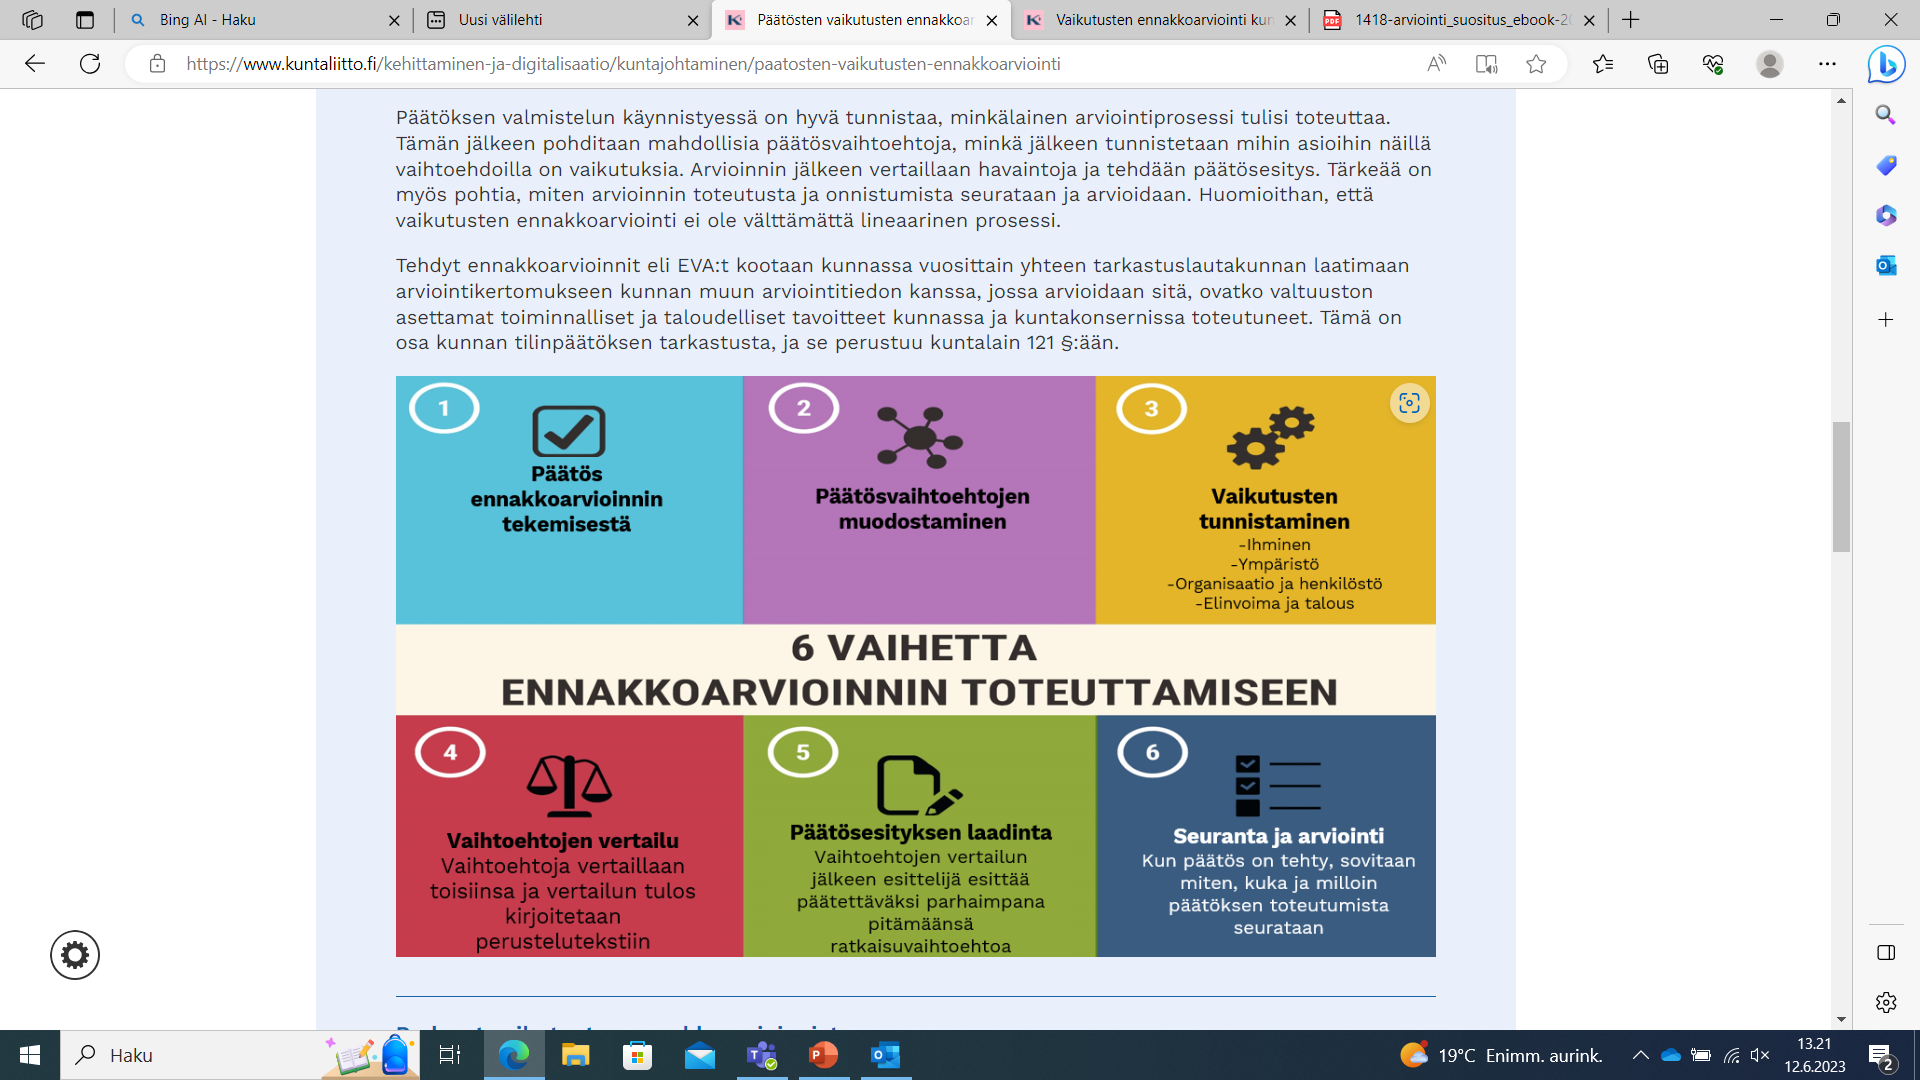 Bing AI - Haku
Uusi välilehti
Päätösten vaikutusten ennakkoar
Vaikutusten ennakkoarviointi kun
1418-arviointi_suositus_ebook-20
https://www.kuntaliitto.fi/kehittaminen-ja-digitalisaatio/kuntajohtaminen/paatosten-vaikutusten-ennakkoarviointi
Päätöksen valmistelun käynnistyessä on hyvä tunnistaa, minkälainen arviointiprosessi tulisi toteuttaa.
Tämän jälkeen pohditaan mahdollisia päätösvaihtoehtoja, minkä jälkeen tunnistetaan mihin asioihin näillä
vaihtoehdoilla on vaikutuksia. Arvioinnin jälkeen vertaillaan havaintoja ja tehdään päätösesitys. Tärkeää on
myös pohtia, miten arvioinnin toteutusta ja onnistumista seurataan ja arvioidaan. Huomioithan, että
vaikutusten ennakkoarviointi ei ole välttämättä lineaarinen prosessi.
Tehdyt ennakkoarvioinnit eli EVA:t kootaan kunnassa vuosittain yhteen tarkastuslautakunnan laatimaan
arviointikertomukseen kunnan muun arviointitiedon kanssa, jossa arvioidaan sitä, ovatko valtuuston
asettamat toiminnalliset ja taloudelliset tavoitteet kunnassa ja kuntakonsernissa toteutuneet. Tämä on
osa kunnan tilinpäätöksen tarkastusta, ja se perustuu kuntalain 121 §:ään.
1
Päätös
ennakkoarvioinnin
tekemisestä
2
Päätösvaihtoehtojen
muodostaminen
3
Vaikutusten
tunnistaminen
-Ihminen
-Ympäristö
-Organisaatio ja henkilöstö
-Elinvoima ja talous
6 VAIHETTA
ENNAKKOARVIOINNIN TOTEUTTAMISEEN
4
Vaihtoehtojen vertailu
Vaihtoehtoja vertaillaan
toisiinsa ja vertailun tulos
kirjoitetaan
perustelutekstiin
5
Päätösesityksen laadinta
Vaihtoehtojen vertailun
jälkeen esittelijä esittää
päätettäväksi parhaimpana
pitämäänsä
ratkaisuvaihtoehtoa
6
Seuranta ja arviointi
Kun päätös on tehty, sovitaan
miten, kuka ja milloin
päätöksen toteutumista
seurataan
Haku
19°C Enimm. aurink.
13.21
12.6.2023
2